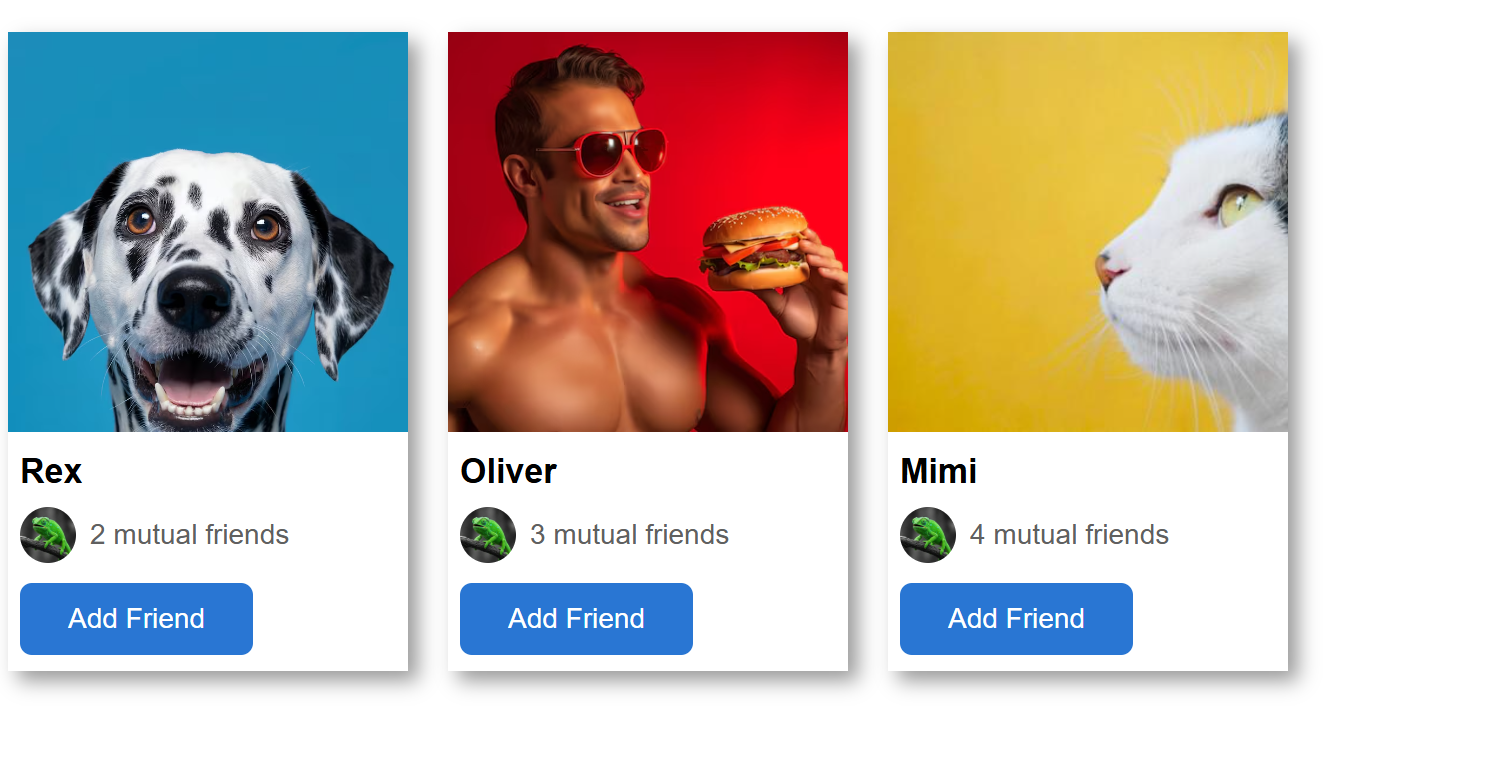 Rex
2 mutual friends
Add Friend
Oliver
3 mutual friends
Add Friend
Mimi
4 mutual friends
Add Friend